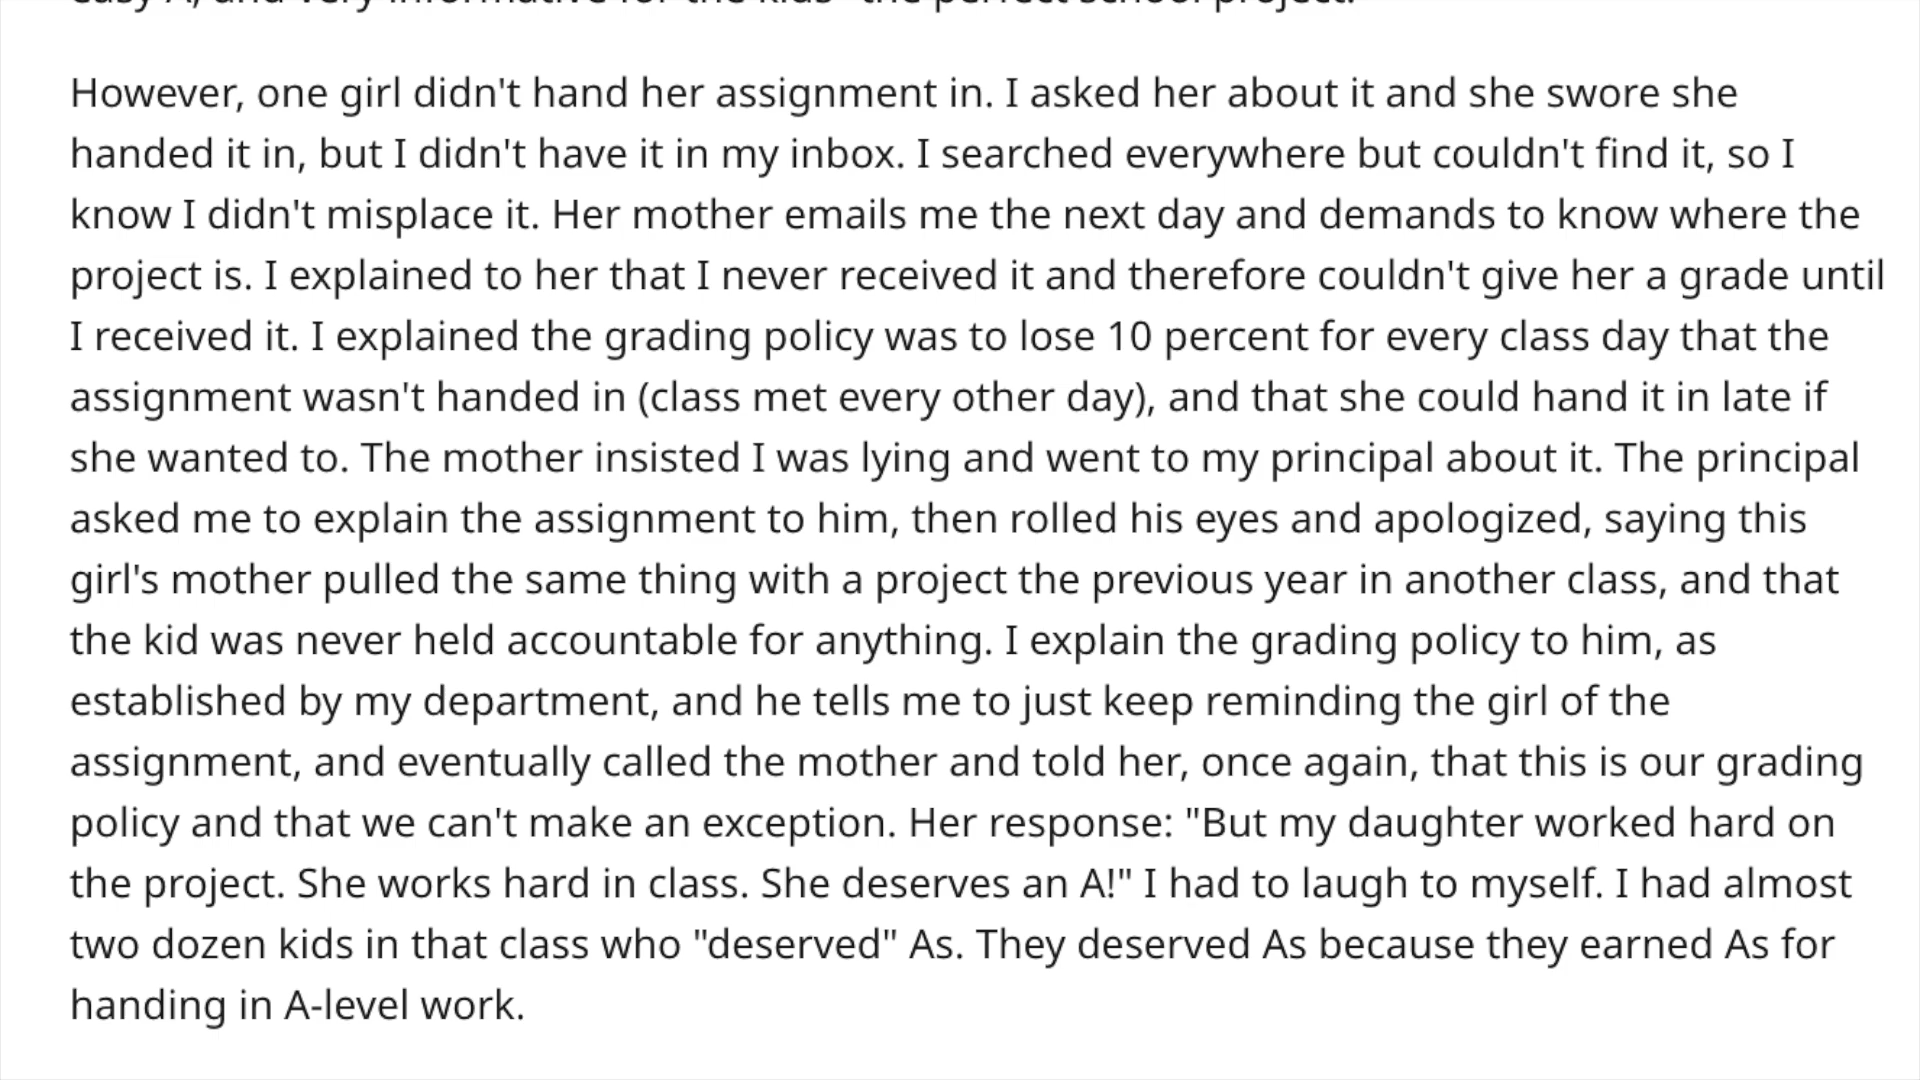 easy A, and very informative for the kids--the perfect school project.
However, one girl didn't hand her assignment in. I asked her about it and she swore she
handed it in, but I didn't have it in my inbox. I searched everywhere but couldn't find it, so I
know I didn't misplace it. Her mother emails me the next day and demands to know where the
project is. I explained to her that I never received it and therefore couldn't give her a grade until
I received it. I explained the grading policy was to lose 10 percent for every class day that the
assignment wasn't handed in (class met every other day), and that she could hand it in late if
she wanted to. The mother insisted I was lying and went to my principal about it. The principal
asked me to explain the assignment to him, then rolled his eyes and apologized, saying this
girl's mother pulled the same thing with a project the previous year in another class, and that
the kid was never held accountable for anything. I explain the grading policy to him, as
established by my department, and he tells me to just keep reminding the girl of the
assignment, and eventually called the mother and told her, once again, that this is our grading
policy and that we can't make an exception. Her response: "But my daughter worked hard on
the project. She works hard in class. She deserves an A!" I had to laugh to myself. I had almost
two dozen kids in that class who "deserved" As. They deserved As because they earned As for
handing in A-level work.